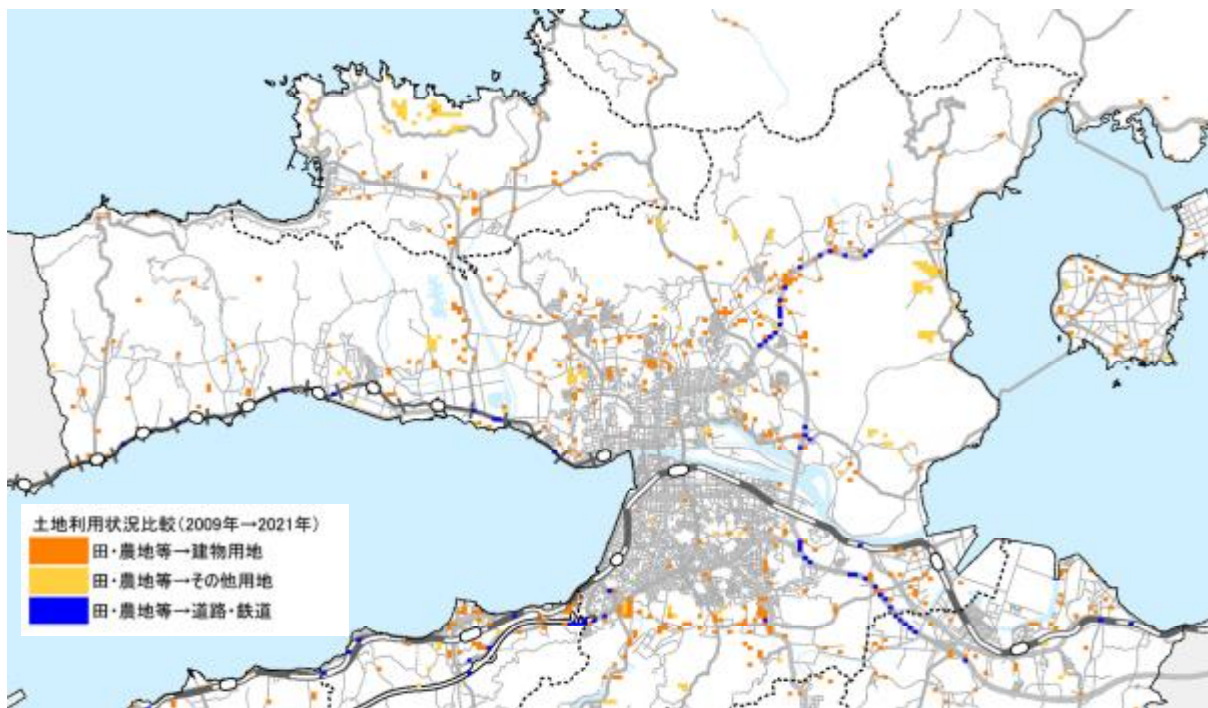 土地利用状況比較(2009年→2021年)
田・農地等→建物用地
田・農地等→その他用地
田・農地等→道路・鉄道